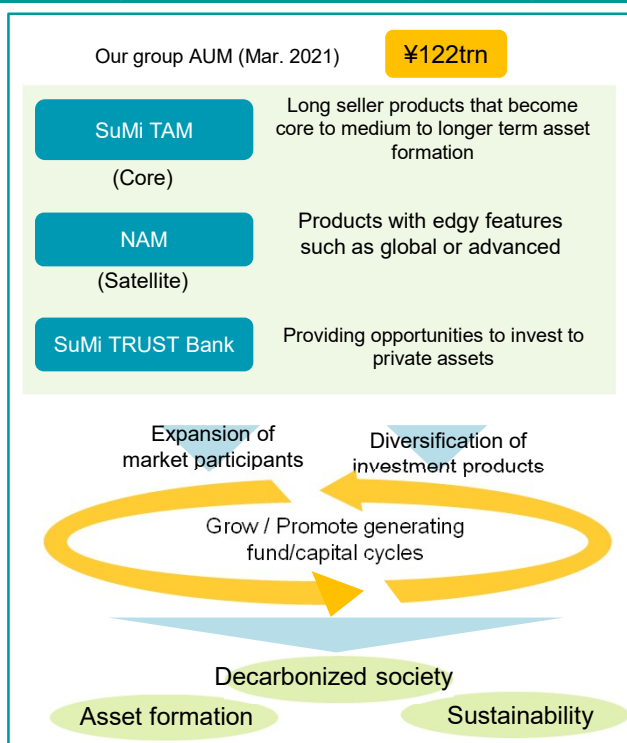 Our group AUM (Mar. 2021)
¥122trn
SuMi TAM
(Core)
Long seller products that become
core to medium to longer term asset
formation
NAM
(Satellite)
Products with edgy features
such as global or advanced
SuMi TRUST Bank
Providing opportunities to invest to
private assets
Expansion of
market participants
Diversification of
investment products
Grow / Promote generating
fund/capital cycles
Decarbonized society
Asset formation
Sustainability